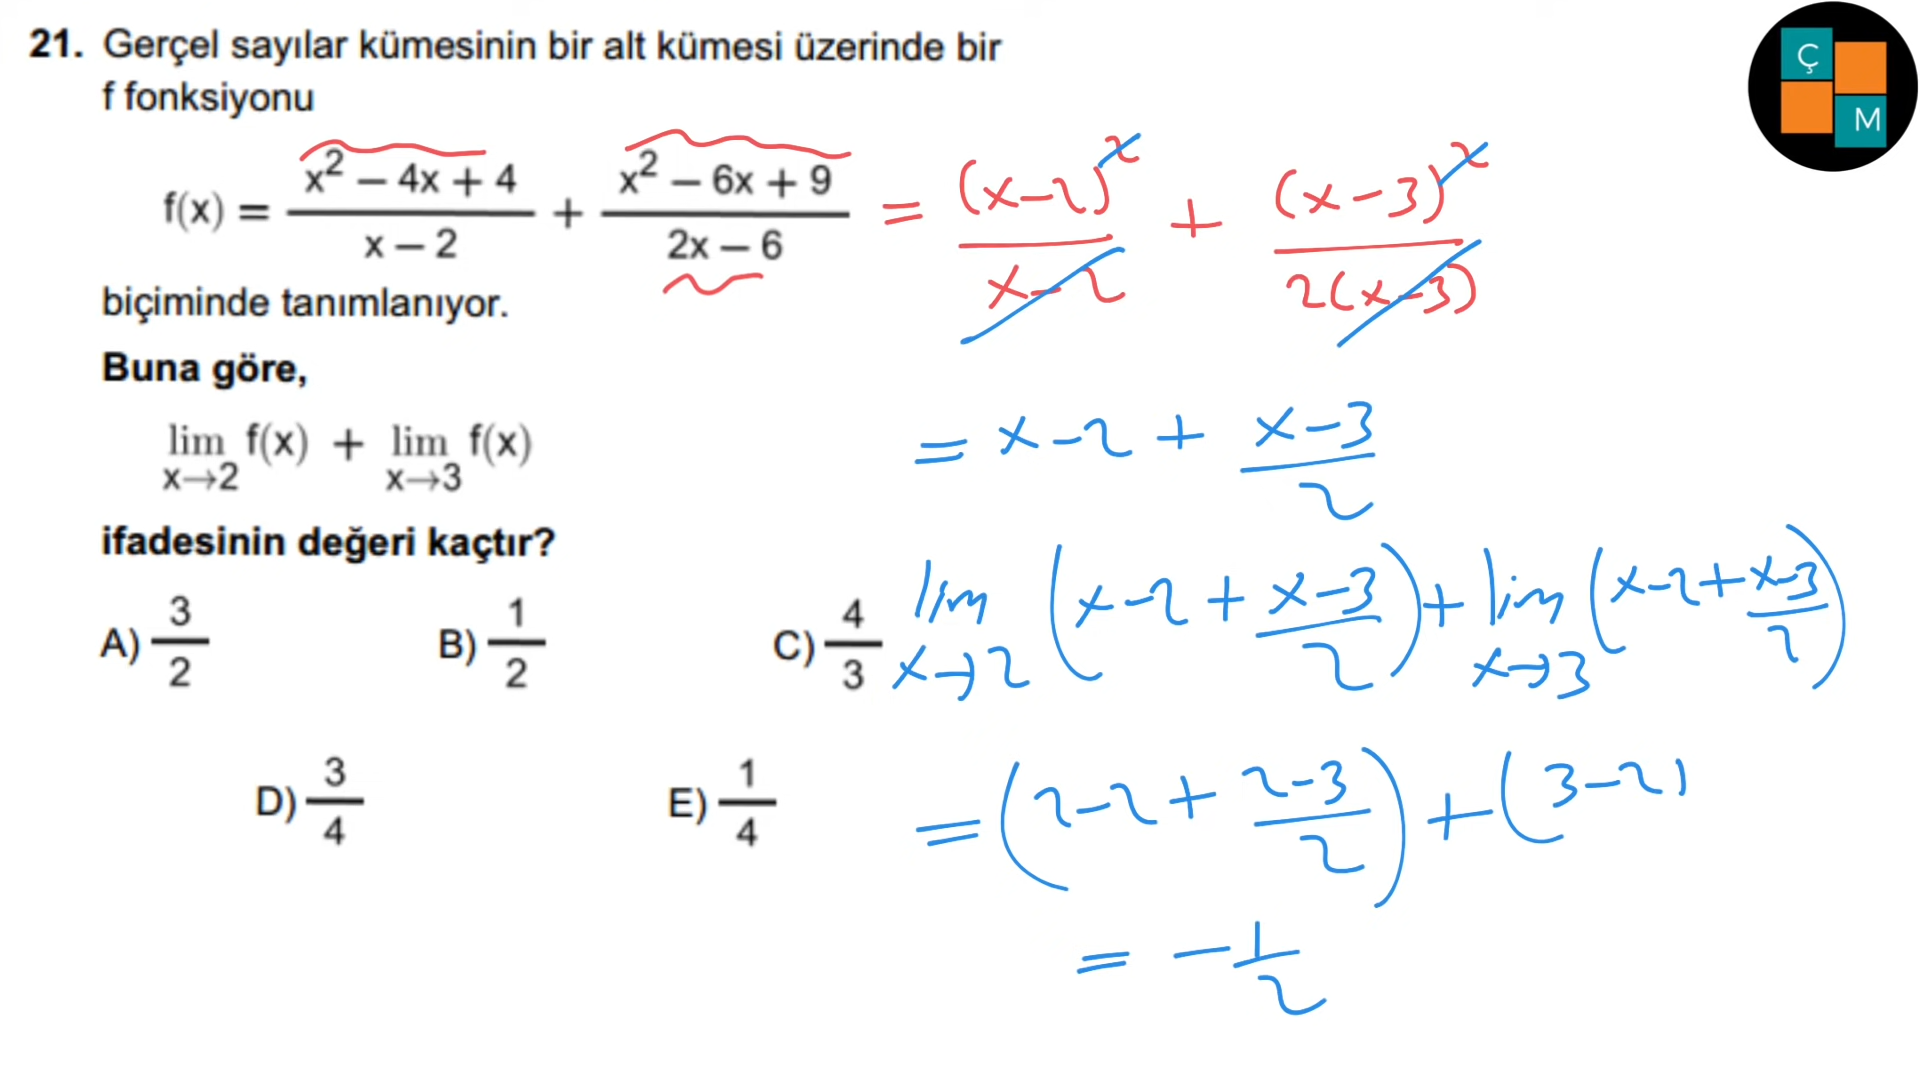 21. Gerçel sayılar kümesinin bir alt kümesi üzerinde bir
f fonksiyonu
f(x) = (x² – 4x + 4)/(x – 2) + (x² – 6x + 9)/(2x – 6) = (x-2)²/(x-2) + (x-3)²/(2(x-3))
biçiminde tanımlanıyor.
Buna göre,
lim x→2 f(x) + lim x→3 f(x)
ifadesinin değeri kaçtır?
A) 3/2 B) 1/2 C) 4/3
D) 3/4 E) 1/4
= x-2 + (x-3)/2
lim x→2 (x-2 + (x-3)/2) + lim x→3 (x-2 + (x-3)/2)
= (2-2 + (2-3)/2) + (3-2)
= -1/2
Ç
M